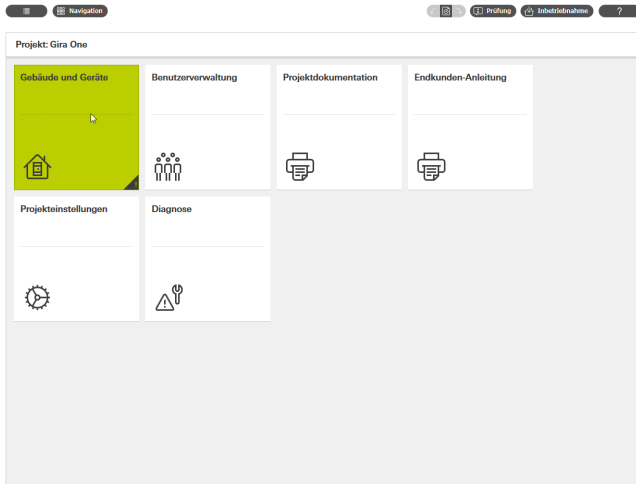 Navigation
Prüfung
Inbetriebnahme
?
Projekt: Gira One
Gebäude und Geräte
Benutzerverwaltung
Projektdokumentation
Endkunden-Anleitung
Projekteinstellungen
Diagnose